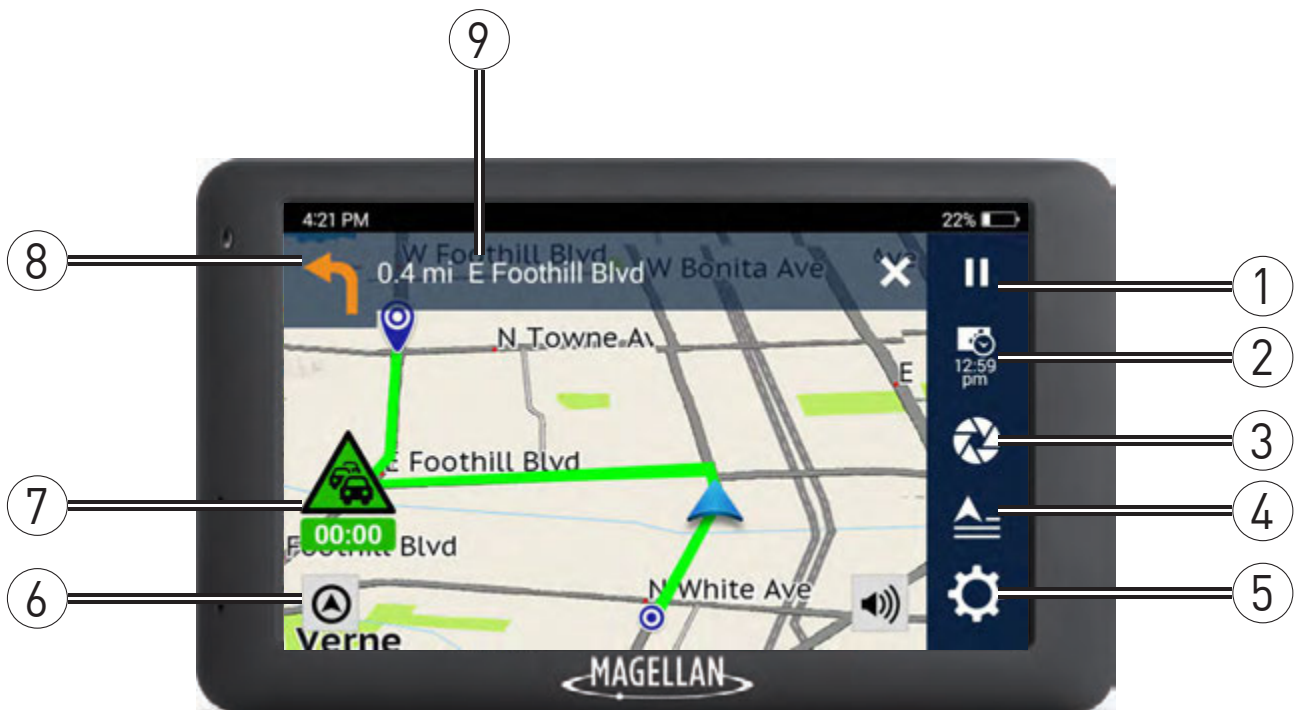 9
4:21 PM 22%
8
W Foothill Blvd W Bonita Ave
0.4 mi E Foothill Blvd
1
N Towne Av
2
12:59
pm
E
E Foothill Blvd
3
7
00:00
4
Foothill Blvd
6
N White Ave
5
Verne
MAGELLAN